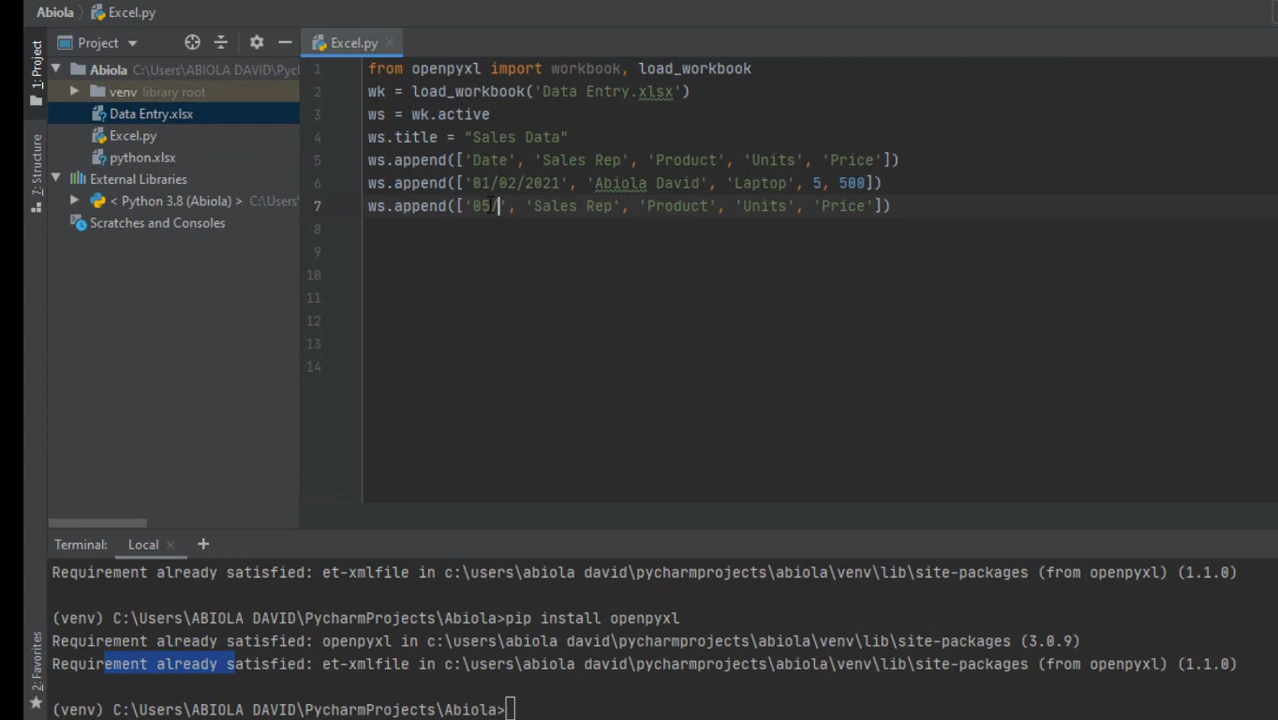 Abiola Excel.py
1: Project
Project
Excel.py
Abiola C:\Users\ABIOLA DAVID\Pycl
venv library root
Data Entry.xlsx
Excel.py
python.xlsx
External Libraries
< Python 3.8 (Abiola) > C:\Users
Scratches and Consoles
7: Structure
2: Favorites
1 from openpyxl import workbook, load_workbook
2 wk = load_workbook('Data Entry.xlsx')
3 ws = wk.active
4 ws.title = "Sales Data"
5 ws.append(['Date', 'Sales Rep', 'Product', 'Units', 'Price'])
6 ws.append(['01/02/2021', 'Abiola David', 'Laptop', 5, 500])
7 ws.append(['05/', 'Sales Rep', 'Product', 'Units', 'Price'])
8
9
10
11
12
13
14
Terminal: Local +
Requirement already satisfied: et-xmlfile in c:\users\abiola david\pycharmprojects\abiola\venv\lib\site-packages (from openpyxl) (1.1.0)
(venv) C:\Users\ABIOLA DAVID\PycharmProjects\Abiola>pip install openpyxl
Requirement already satisfied: openpyxl in c:\users\abiola david\pycharmprojects\abiola\venv\lib\site-packages (3.0.9)
Requirement already satisfied: et-xmlfile in c:\users\abiola david\pycharmprojects\abiola\venv\lib\site-packages (from openpyxl) (1.1.0)
(venv) C:\Users\ABIOLA DAVID\PycharmProjects\Abiola>